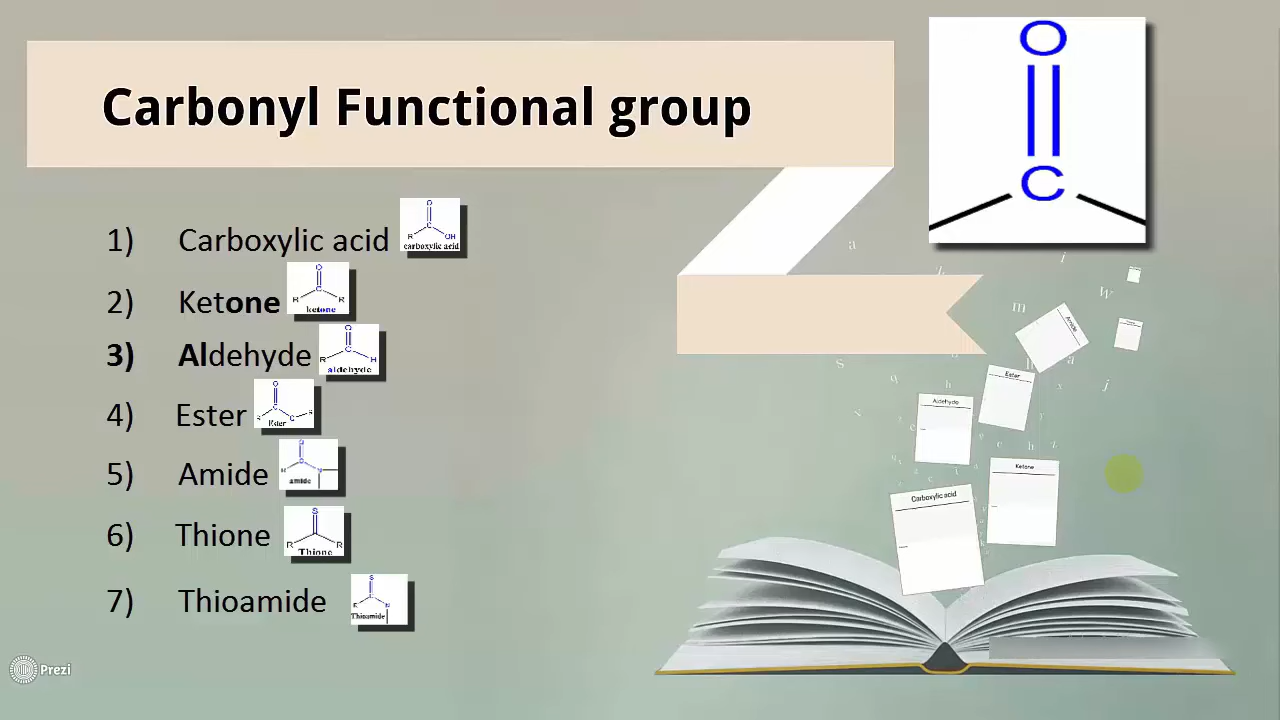 Carbonyl Functional group
O
C
1) Carboxylic acid
O
R C OH
carboxylic acid
2) Ketone
O
R C R
ketone
3) Aldehyde
O
R C H
aldehyde
4) Ester
O
Ester
5) Amide
O
amide
6) Thione
S
R R
Thione
7) Thioamide
S
Thioamide
Amide
Ester
Aldehyde
Ketone
Carboxylic acid
Prezi